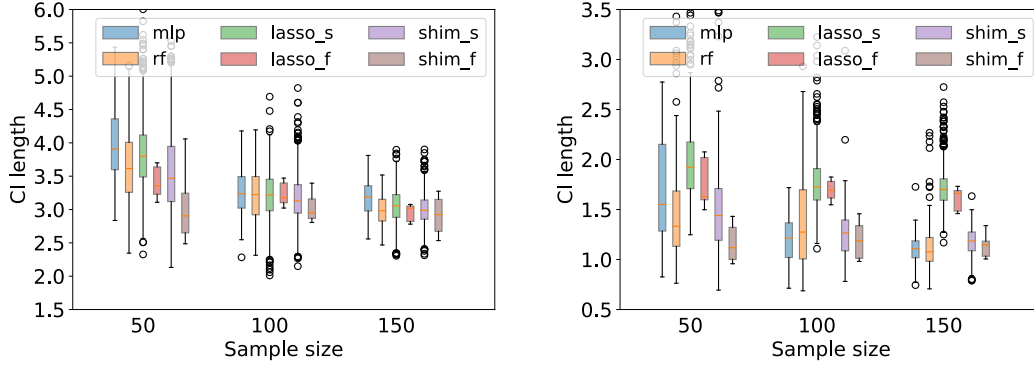 6.0
5.5
5.0
4.5
4.0
3.5
3.0
2.5
2.0
1.5
CI length
mlp lasso_s shim_s
rf lasso_f shim_f
50 100 150
Sample size
3.5
3.0
2.5
2.0
1.5
1.0
0.5
CI length
mlp lasso_s shim_s
rf lasso_f shim_f
50 100 150
Sample size